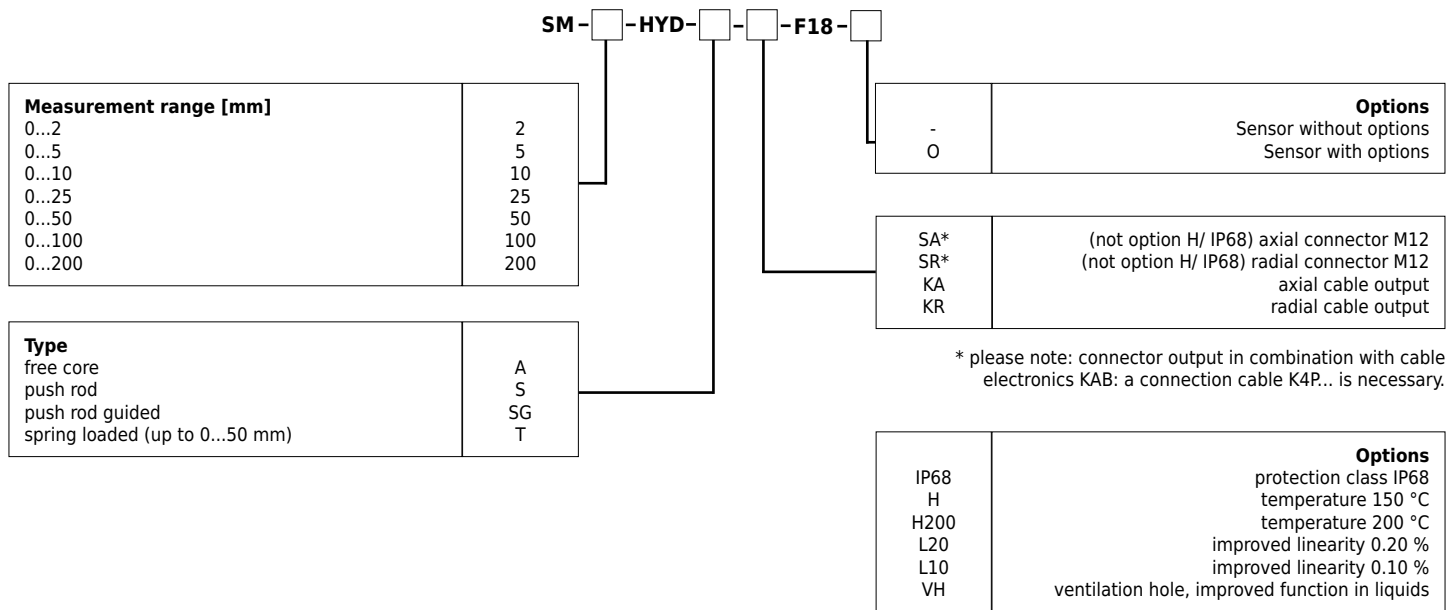 SM – – HYD– – – F18 –
Measurement range [mm]
0...2 2
0...5 5
0...10 10
0...25 25
0...50 50
0...100 100
0...200 200
Type
free core A
push rod S
push rod guided SG
spring loaded (up to 0...50 mm) T
Options
- Sensor without options
O Sensor with options
SA* (not option H/ IP68) axial connector M12
SR* (not option H/ IP68) radial connector M12
KA axial cable output
KR radial cable output
* please note: connector output in combination with cable
electronics KAB: a connection cable K4P... is necessary.
Options
IP68 protection class IP68
H temperature 150 °C
H200 temperature 200 °C
L20 improved linearity 0.20 %
L10 improved linearity 0.10 %
VH ventilation hole, improved function in liquids